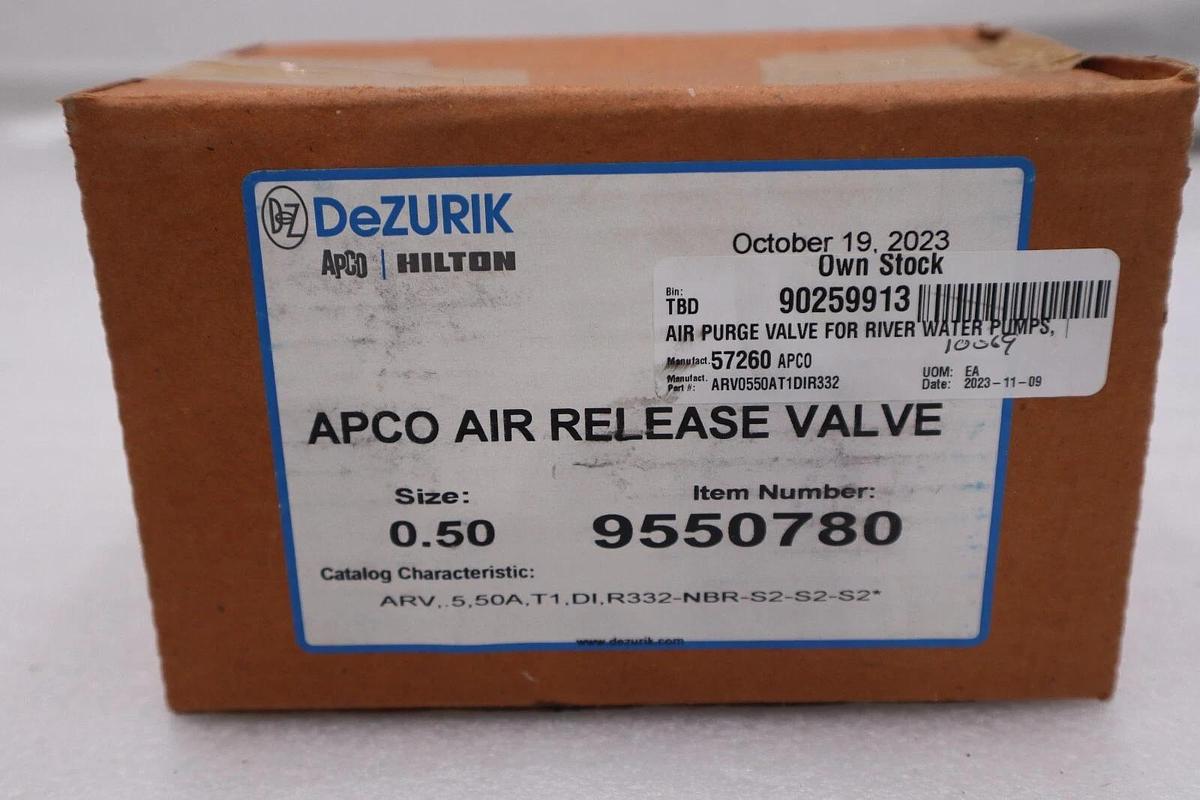 DeZ DeZURIK
APCO | HILTON
October 19, 2023
Own Stock
Bin:
TBD 90259913
AIR PURGE VALVE FOR RIVER WATER PUMPS,
10069
Manufact. 57260 APCO
Manufact.
Part #: ARV0550AT1DIR332
UOM: EA
Date: 2023-11-09
APCO AIR RELEASE VALVE
Size: Item Number:
0.50 9550780
Catalog Characteristic:
ARV,.5,50A,T1,DI,R332-NBR-S2-S2-S2*
www.dezurik.com